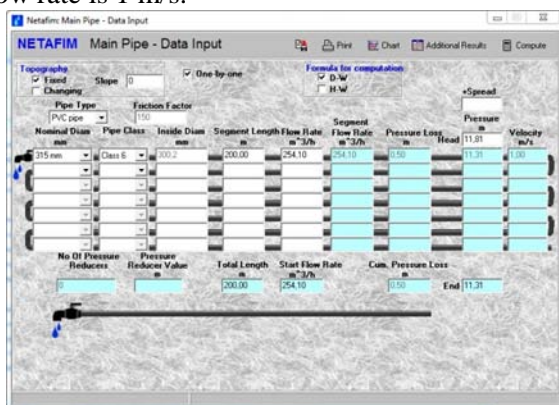 low rate is 1 m/s.
Netafim: Main Pipe - Data Input
NETAFIM Main Pipe - Data Input Print Chart Additional Results Compute
Topography
Fixed Slope 0
Changing
One-by-one
Formula for computation
D-W
H-W
+Spread
Pipe Type
PVC pipe
Friction Factor
150
Nominal Diam mm Pipe Class Inside Diam mm Segment Length m Flow Rate m^3/h Segment Flow Rate m^3/h Pressure Loss m Head Pressure m 11,81 Velocity m/s
315 mm Class 6 300,2 200,00 254,10 254,10 0,50 11,31 1,00
No Of Pressure Reducers Pressure Reducer Value m Total Length m Start Flow Rate m^3/h Cum. Pressure Loss m
0 200,00 254,10 0,50 End 11,31